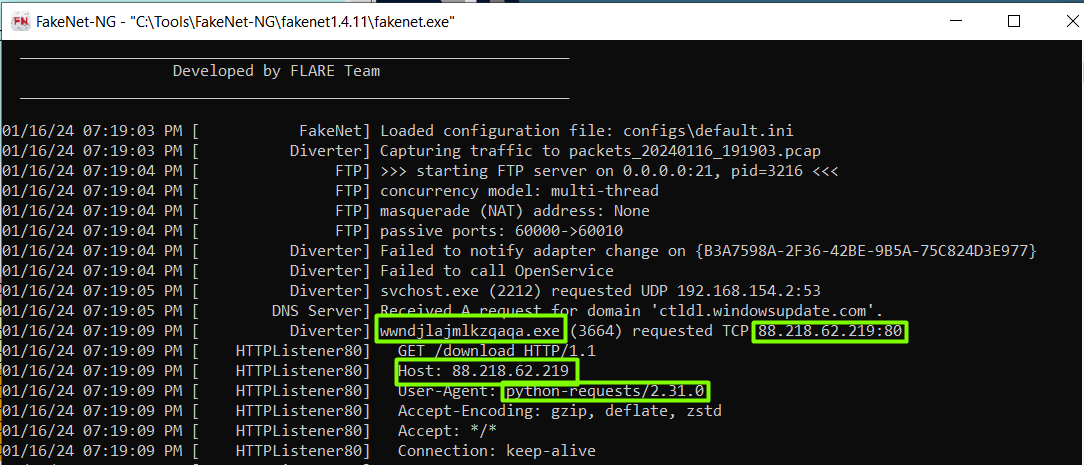 FakeNet-NG - "C:\Tools\FakeNet-NG\fakenet1.4.11\fakenet.exe"
Developed by FLARE Team
01/16/24 07:19:03 PM [ FakeNet] Loaded configuration file: configs\default.ini
01/16/24 07:19:03 PM [ Diverter] Capturing traffic to packets_20240116_191903.pcap
01/16/24 07:19:04 PM [ FTP] >>> starting FTP server on 0.0.0.0:21, pid=3216 <<<
01/16/24 07:19:04 PM [ FTP] concurrency model: multi-thread
01/16/24 07:19:04 PM [ FTP] masquerade (NAT) address: None
01/16/24 07:19:04 PM [ FTP] passive ports: 60000->60010
01/16/24 07:19:04 PM [ Diverter] Failed to notify adapter change on {B3A7598A-2F36-42BE-9B5A-75C824D3E977}
01/16/24 07:19:04 PM [ Diverter] Failed to call OpenService
01/16/24 07:19:05 PM [ Diverter] svchost.exe (2212) requested UDP 192.168.154.2:53
01/16/24 07:19:05 PM [ DNS Server] Received A request for domain 'ctldl.windowsupdate.com'.
01/16/24 07:19:09 PM [ Diverter] wwndjlajmlkzqaqa.exe (3664) requested TCP 88.218.62.219:80
01/16/24 07:19:09 PM [ HTTPListener80] GET /download HTTP/1.1
01/16/24 07:19:09 PM [ HTTPListener80] Host: 88.218.62.219
01/16/24 07:19:09 PM [ HTTPListener80] User-Agent: python-requests/2.31.0
01/16/24 07:19:09 PM [ HTTPListener80] Accept-Encoding: gzip, deflate, zstd
01/16/24 07:19:09 PM [ HTTPListener80] Accept: */*
01/16/24 07:19:09 PM [ HTTPListener80] Connection: keep-alive